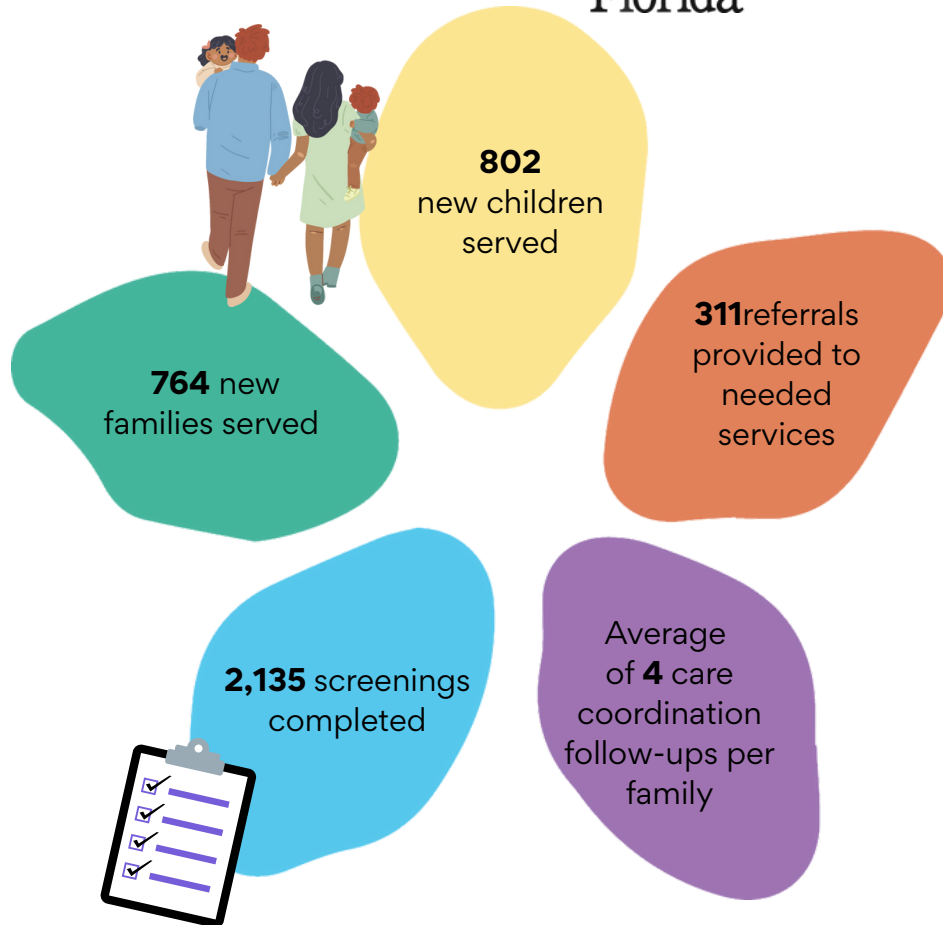 Florida
802
new children
served
311referrals
provided to
needed
services
764 new
families served
2,135 screenings
completed
Average
of 4 care
coordination
follow-ups per
family